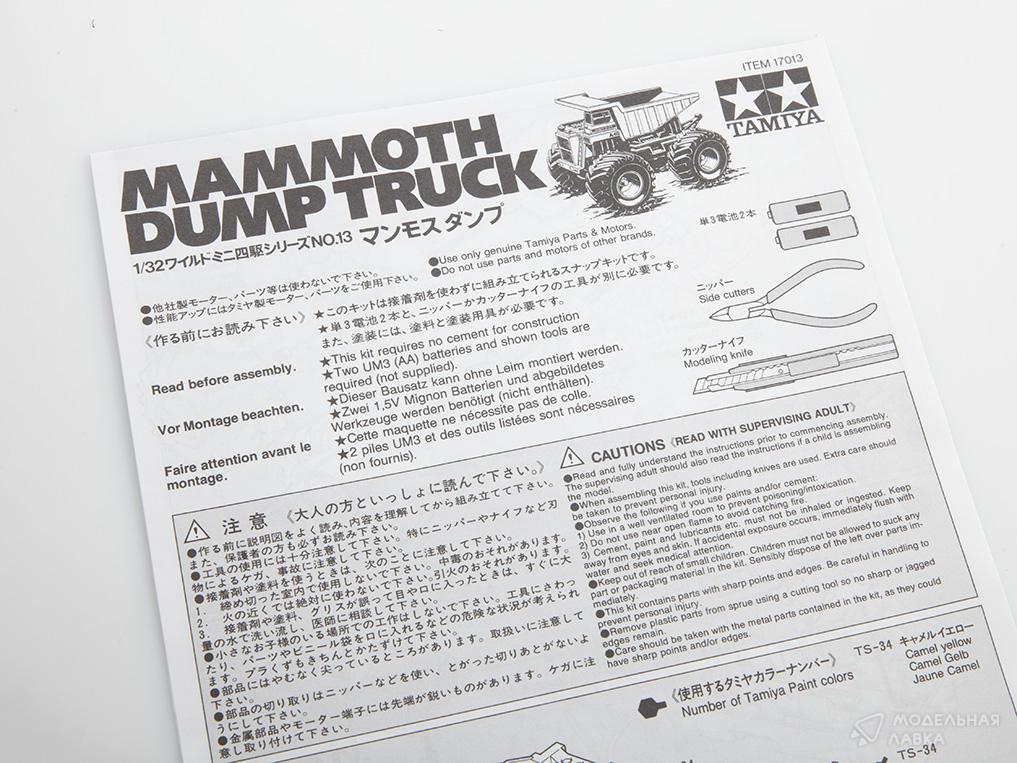 ITEM 17013
TAMIYA
MAMMOTH
DUMP TRUCK
1/32ワイルドミニ四駆シリーズNO.13 マンモスダンプ
●他社製モーター、パーツ等は使わないで下さい。
●性能アップにはタミヤ製モーター、パーツをご使用下さい。
●Use only genuine Tamiya Parts & Motors.
●Do not use parts and motors of other brands.
単3電池2本
ニッパー
Side cutters
カッターナイフ
Modeling knife
《作る前にお読み下さい》
★このキットは接着剤を使わずに組み立てられるスナップキットです。
★単3電池2本と、ニッパーかカッターナイフの工具が別に必要です。
また、塗装には、塗料と塗装用具が必要です。
Read before assembly.
★This kit requires no cement for construction
★Two UM3 (AA) batteries and shown tools are
required (not supplied).
Vor Montage beachten.
★Dieser Bausatz kann ohne Leim montiert werden.
★Zwei 1,5V Mignon Batterien und abgebildetes
Werkzeuge werden benötigt (nicht enthälten).
Faire attention avant le
montage.
★Cette maquette ne nécessite pas de colle.
★2 piles UM3 et des outils listées sont nécessaires
(non fournis).
注意 《大人の方といっしょに読んで下さい。》
●作る前に説明図をよく読み、内容を理解してから組み立てて下さい。
また、保護者の方も必ずお読み下さい。
●工具の使用には十分注意して下さい。特にニッパーやナイフなど刃
物によるケガ、事故に注意して下さい。
●接着剤や塗料を使うときは、次のことに注意して下さい。
1. 締め切った室内で使用しないで下さい。中毒のおそれがあります。
2. 火の近くでは絶対に使わないで下さい。引火のおそれがあります。
3. 接着剤や塗料、グリスが誤って目や口に入ったときは、すぐに大
量の水で洗い流し、医師に相談して下さい。
●小さなお子様のいる場所での工作はしないで下さい。工具にさわっ
たり、パーツやビニール袋を口に入れるなどの危険な状況が考えられ
ます。プラくずもきちんとかたずけて下さい。
●部品にはやむなく尖っているところがあります。取扱いに注意して
下さい。
●部品の切り取りはニッパーなどを使い、とがった切りあとがないよ
うにして下さい。
●金属部品やモーター端子には先端が鋭いものがあります。ケガに注
意し取り付けて下さい。
CAUTIONS 《READ WITH SUPERVISING ADULT》
●Read and fully understand the instructions prior to commencing assembly.
The supervising adult should also read the instructions if a child is assembling
the model.
●When assembling this kit, tools including knives are used. Extra care should
be taken to prevent personal injury.
●Observe the following if you use paints and/or cement:
1) Use in a well ventilated room to prevent poisoning/intoxication.
2) Do not use near open flame to avoid catching fire.
3) Cement, paint and lubricants etc. must not be inhaled or ingested. Keep
away from eyes and skin. If accidental exposure occurs, immediately flush with
water and seek medical attention.
●Keep out of reach of small children. Children must not be allowed to suck any
part or packaging material in the kit. Sensibly dispose of the left over parts im-
mediately.
●This kit contains parts with sharp points and edges. Be careful in handling to
prevent personal injury.
●Remove plastic parts from sprue using a cutting tool so no sharp or jagged
edges remain.
●Care should be taken with the metal parts contained in the kit, as they could
have sharp points and/or edges.
《使用するタミヤカラーナンバー》
Number of Tamiya Paint colors
TS-34 キャメルイエロー
Camel yellow
Camel Gelb
Jaune Camel
TS-34
МОДЕЛЬНАЯ
ЛАВКА